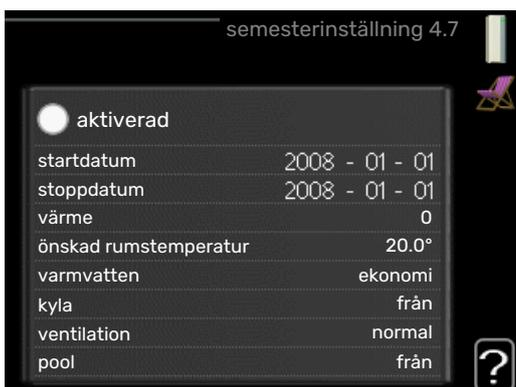 semesterinställning 4.7
aktiverad
startdatum 2008 - 01 - 01
stoppdatum 2008 - 01 - 01
värme 0
önskad rumstemperatur 20.0°
varmvatten ekonomi
kyla från
ventilation normal
pool från
?